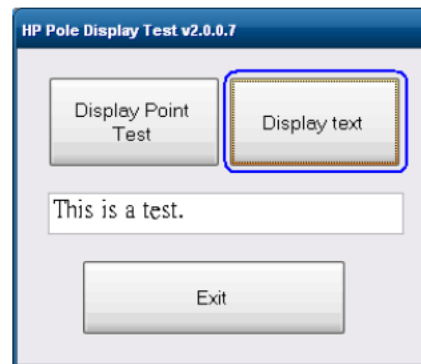 HP Pole Display Test v2.0.0.7
Display Point
Test
Display text
This is a test.
Exit